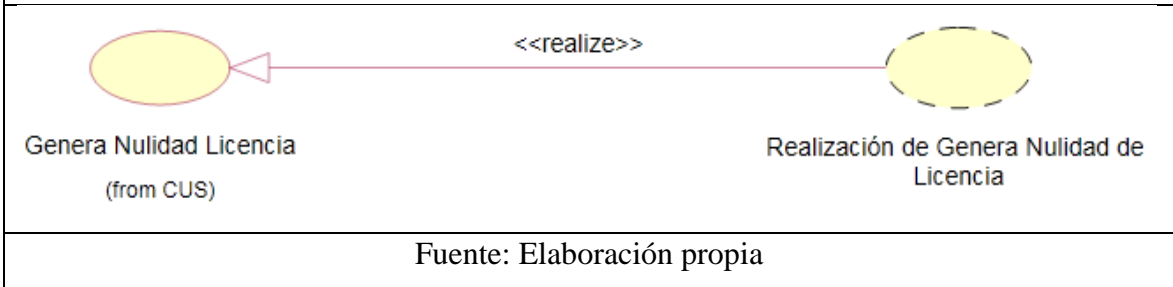 <<realize>>
Genera Nulidad Licencia
(from CUS)
Realización de Genera Nulidad de
Licencia
Fuente: Elaboración propia